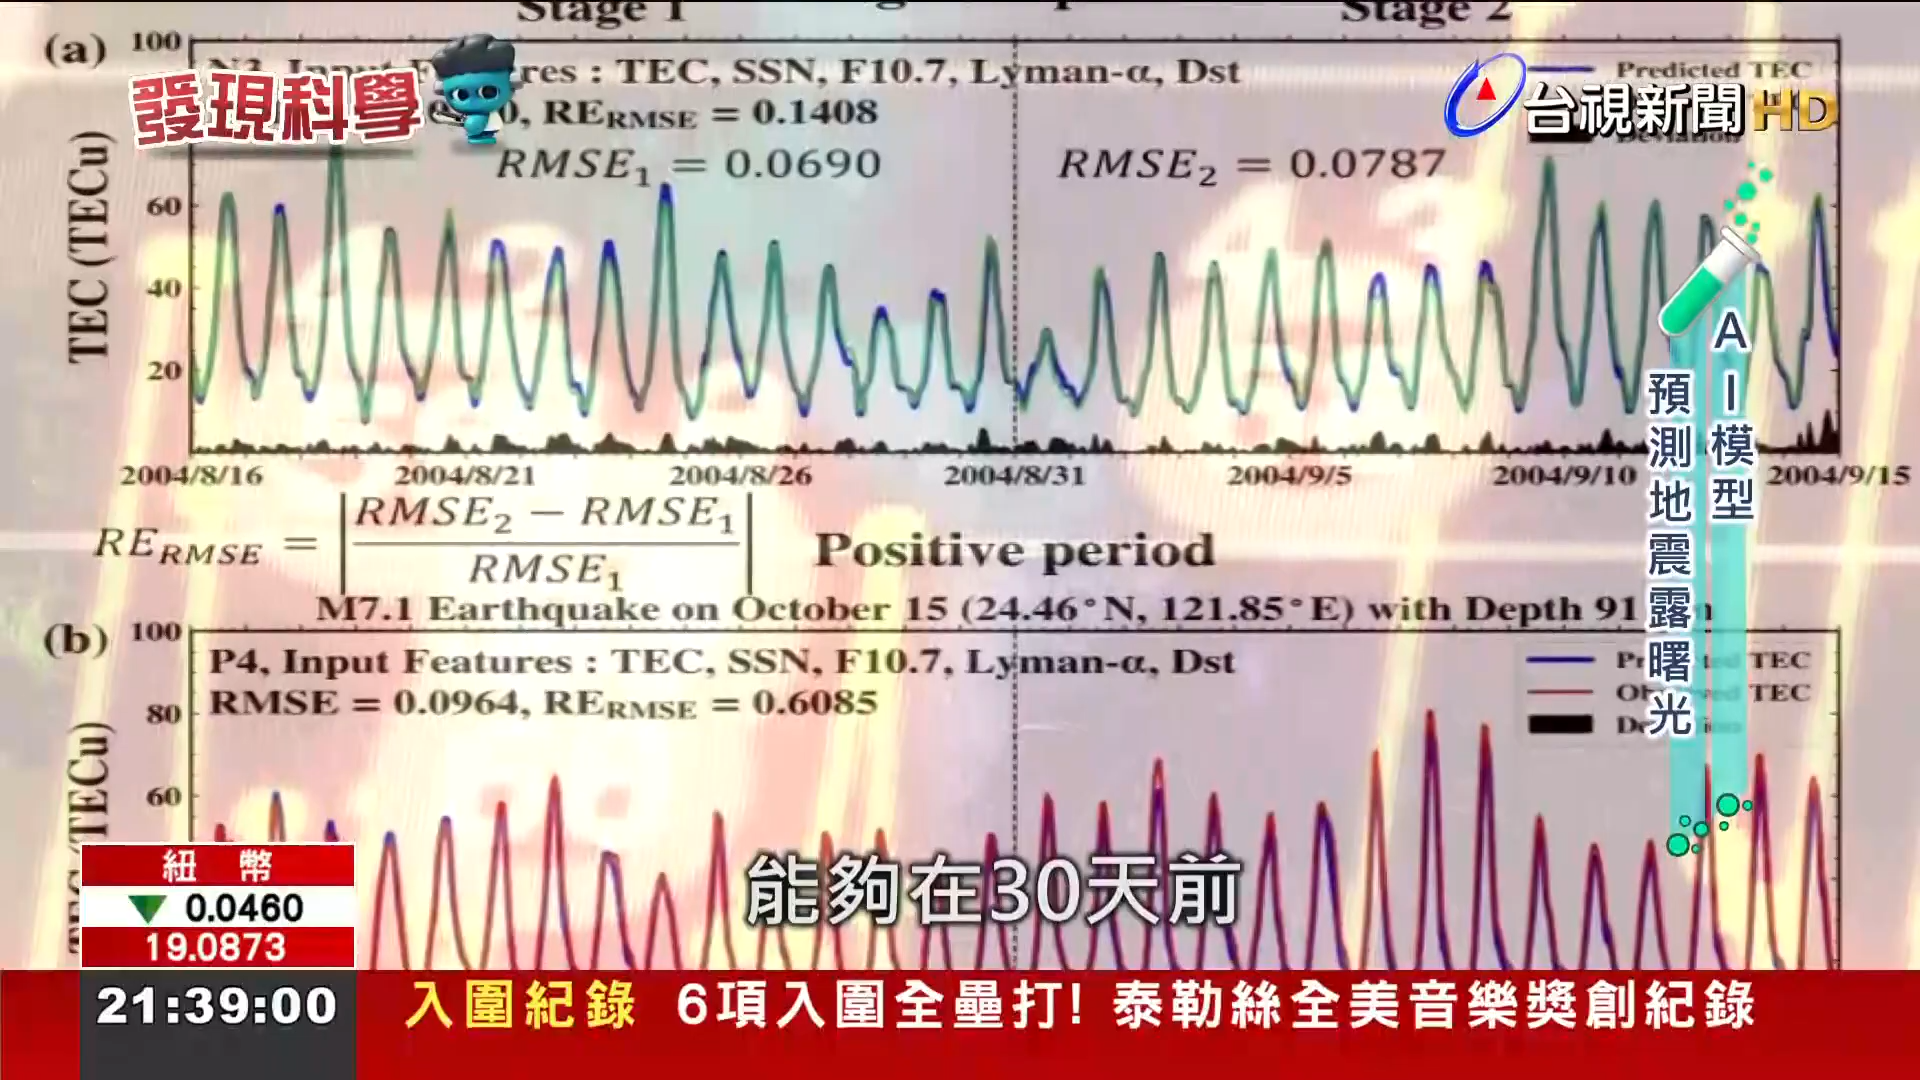 Stage 1
Stage 2
(a)
100
Input
res : TEC, SSN, F10.7, Lyman-α, Dst
Predicted TEC
發現科學
台視新聞HD
0, RERMSE = 0.1408
Deviation
RMSE1 = 0.0690
RMSE2 = 0.0787
TEC (TECu)
60
40
20
AI模型
預測地震露曙光
2004/8/16
2004/8/21
2004/8/26
2004/8/31
2004/9/5
2004/9/10
2004/9/15
RERMSE = | RMSE2 − RMSE1 / RMSE1 |
Positive period
M7.1 Earthquake on October 15 (24.46°N, 121.85°E) with Depth 91
(b)
100
P4, Input Features : TEC, SSN, F10.7, Lyman-α, Dst
TEC
RMSE = 0.0964, RERMSE = 0.6085
TEC
80
60
(TECu)
能夠在30天前
紐幣
▼ 0.0460
19.0873
21:39:00
入圍紀錄 6項入圍全壘打! 泰勒絲全美音樂獎創紀錄